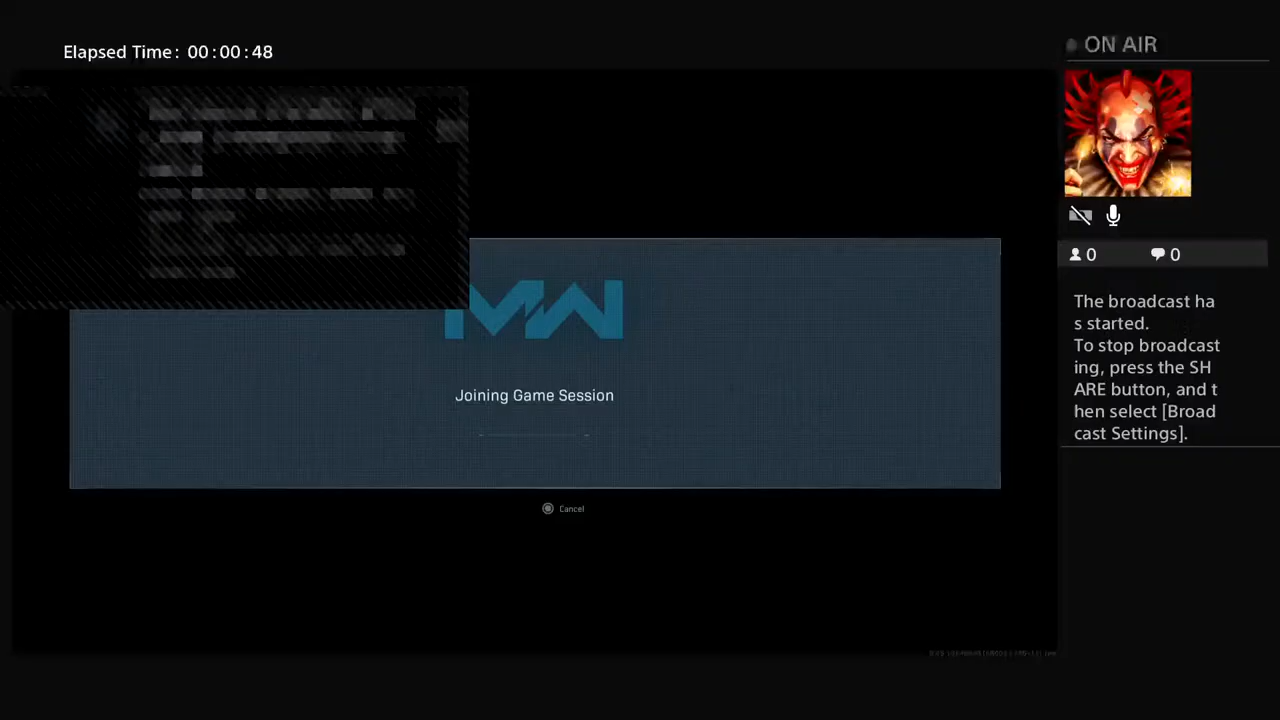 Elapsed Time: 00:00:48
ON AIR
0 0
The broadcast ha
s started.
To stop broadcast
ing, press the SH
ARE button, and t
hen select [Broad
cast Settings].
MW
Joining Game Session
Cancel